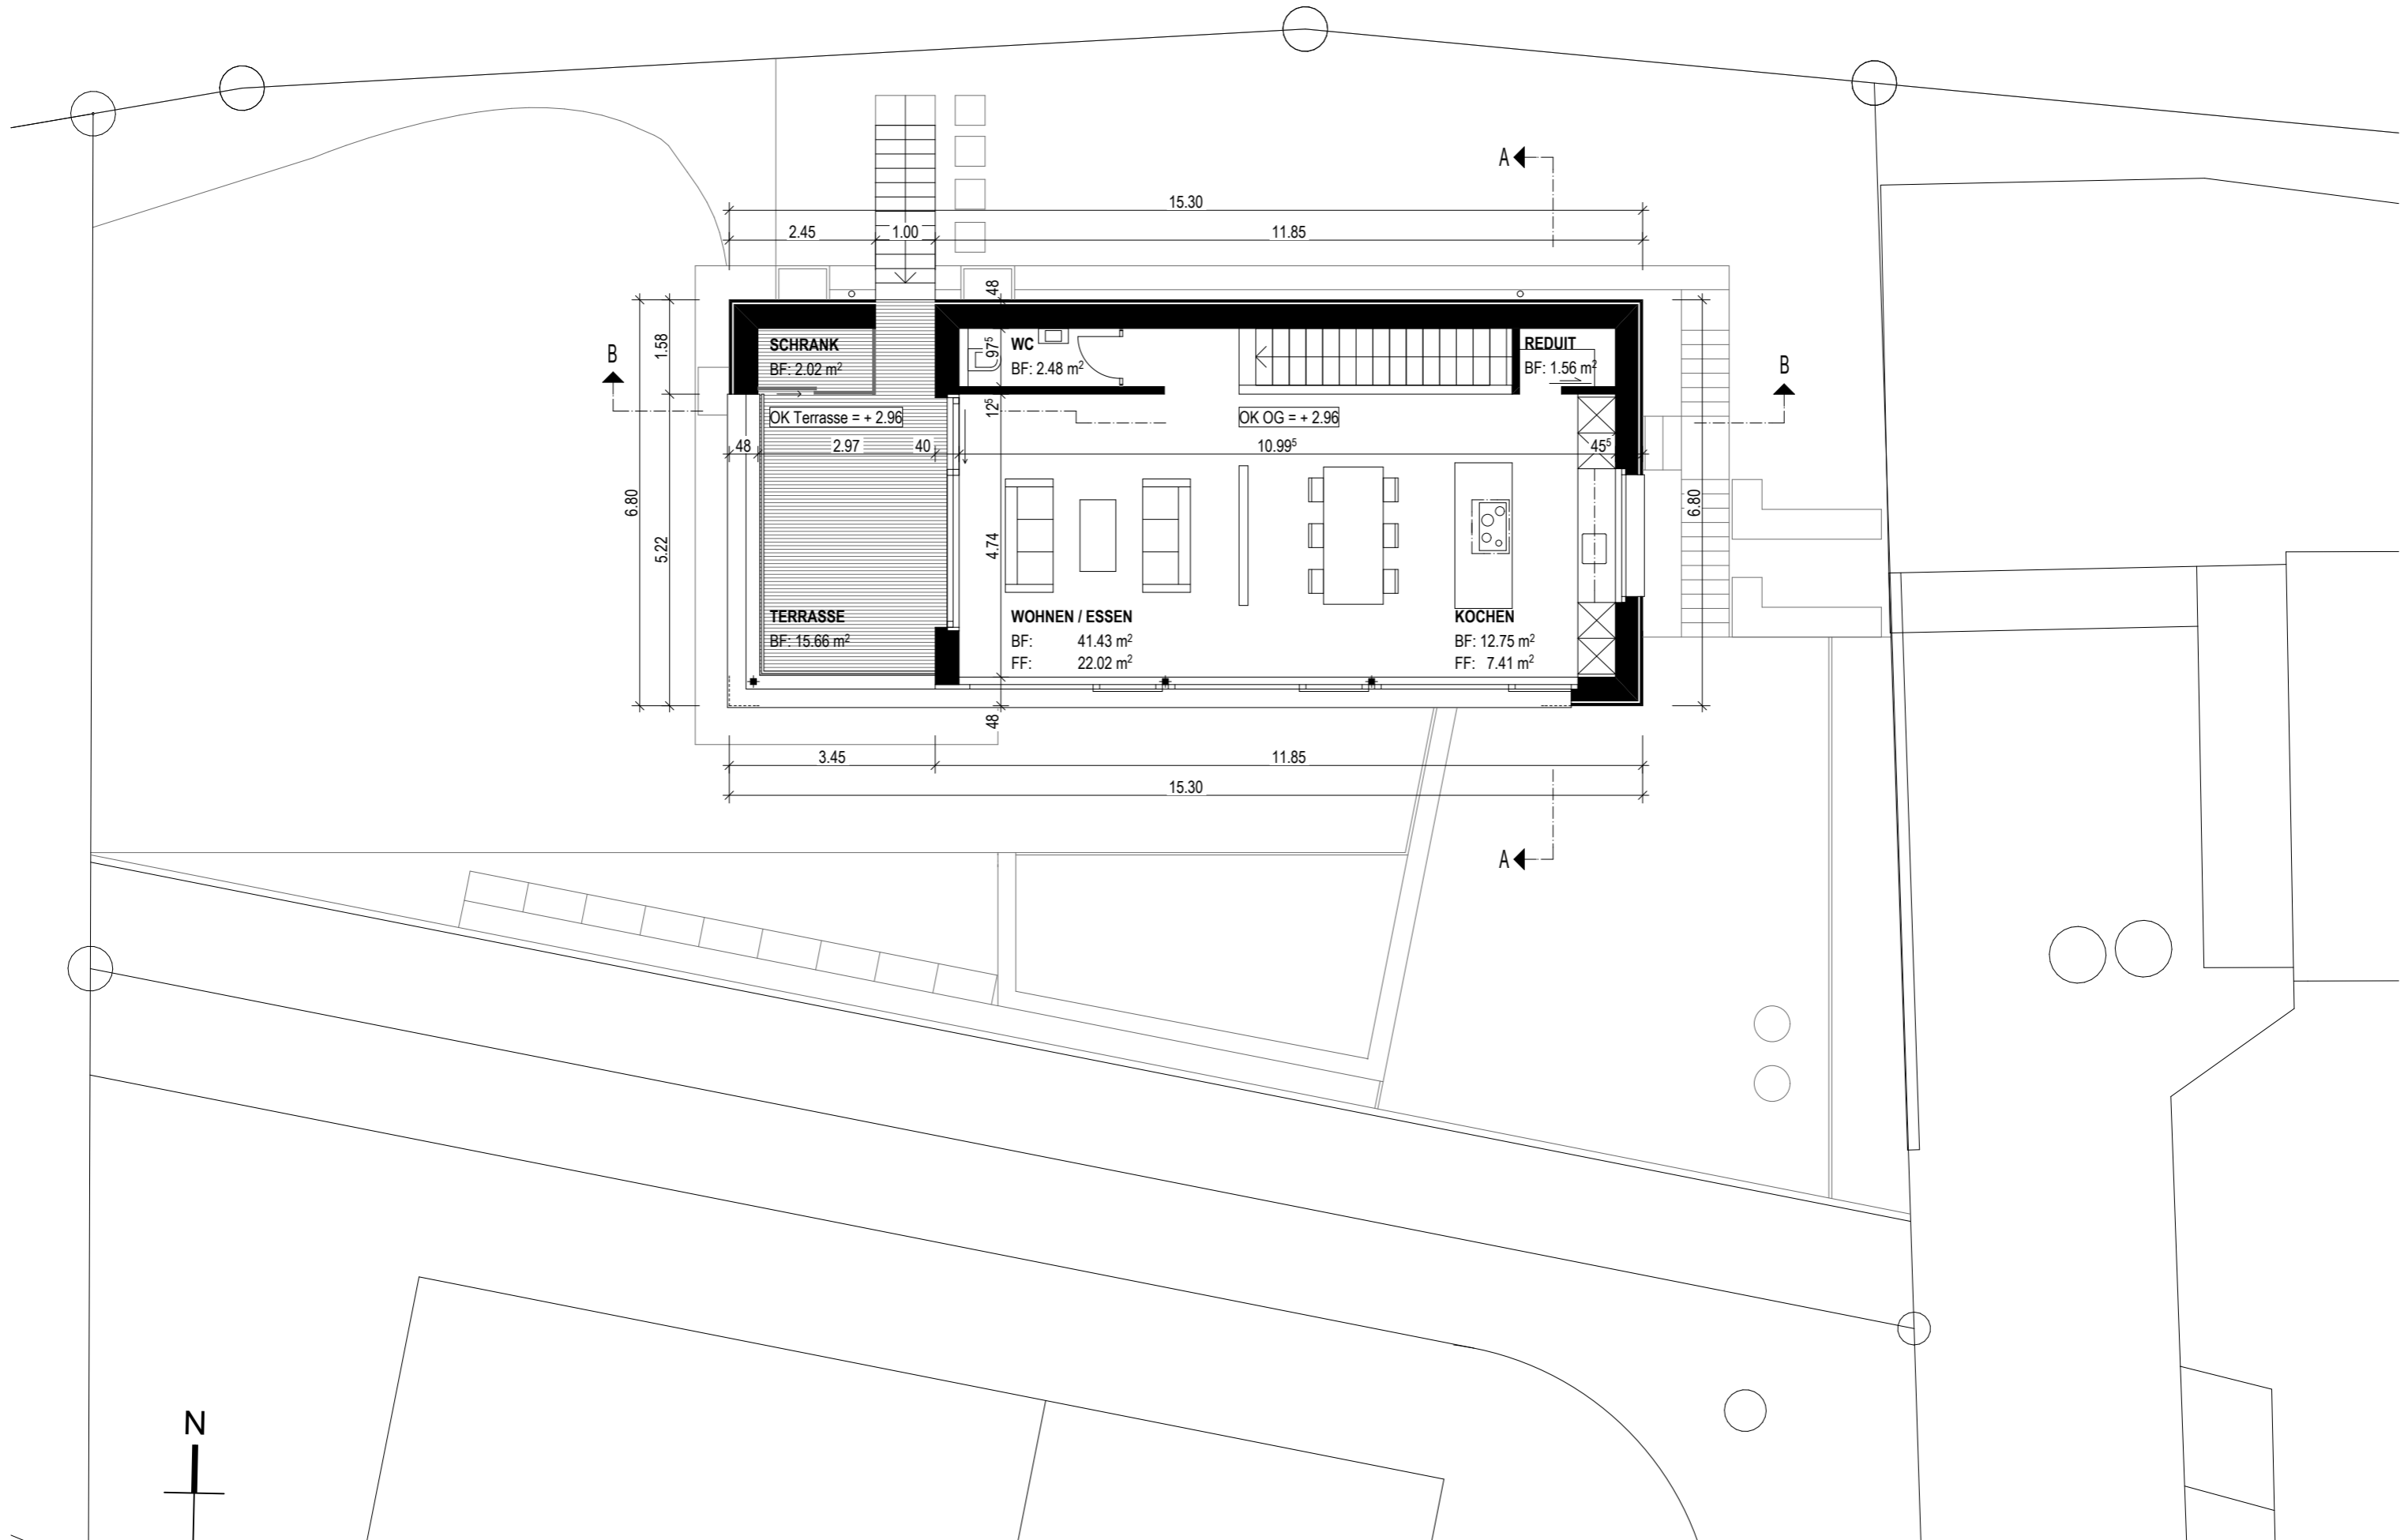 A
15.30
2.45
1.00
11.85
48
1.58
6.80
5.22
B
SCHRANK
BF: 2.02 m²
97⁵
WC
BF: 2.48 m²
REDUIT
BF: 1.56 m²
B
12⁵
OK Terrasse = + 2.96
OK OG = + 2.96
48
2.97
40
10.99⁵
45⁵
4.74
6.80
TERRASSE
BF: 15.66 m²
WOHNEN / ESSEN
BF: 41.43 m²
FF: 22.02 m²
KOCHEN
BF: 12.75 m²
FF: 7.41 m²
48
3.45
11.85
15.30
A
N